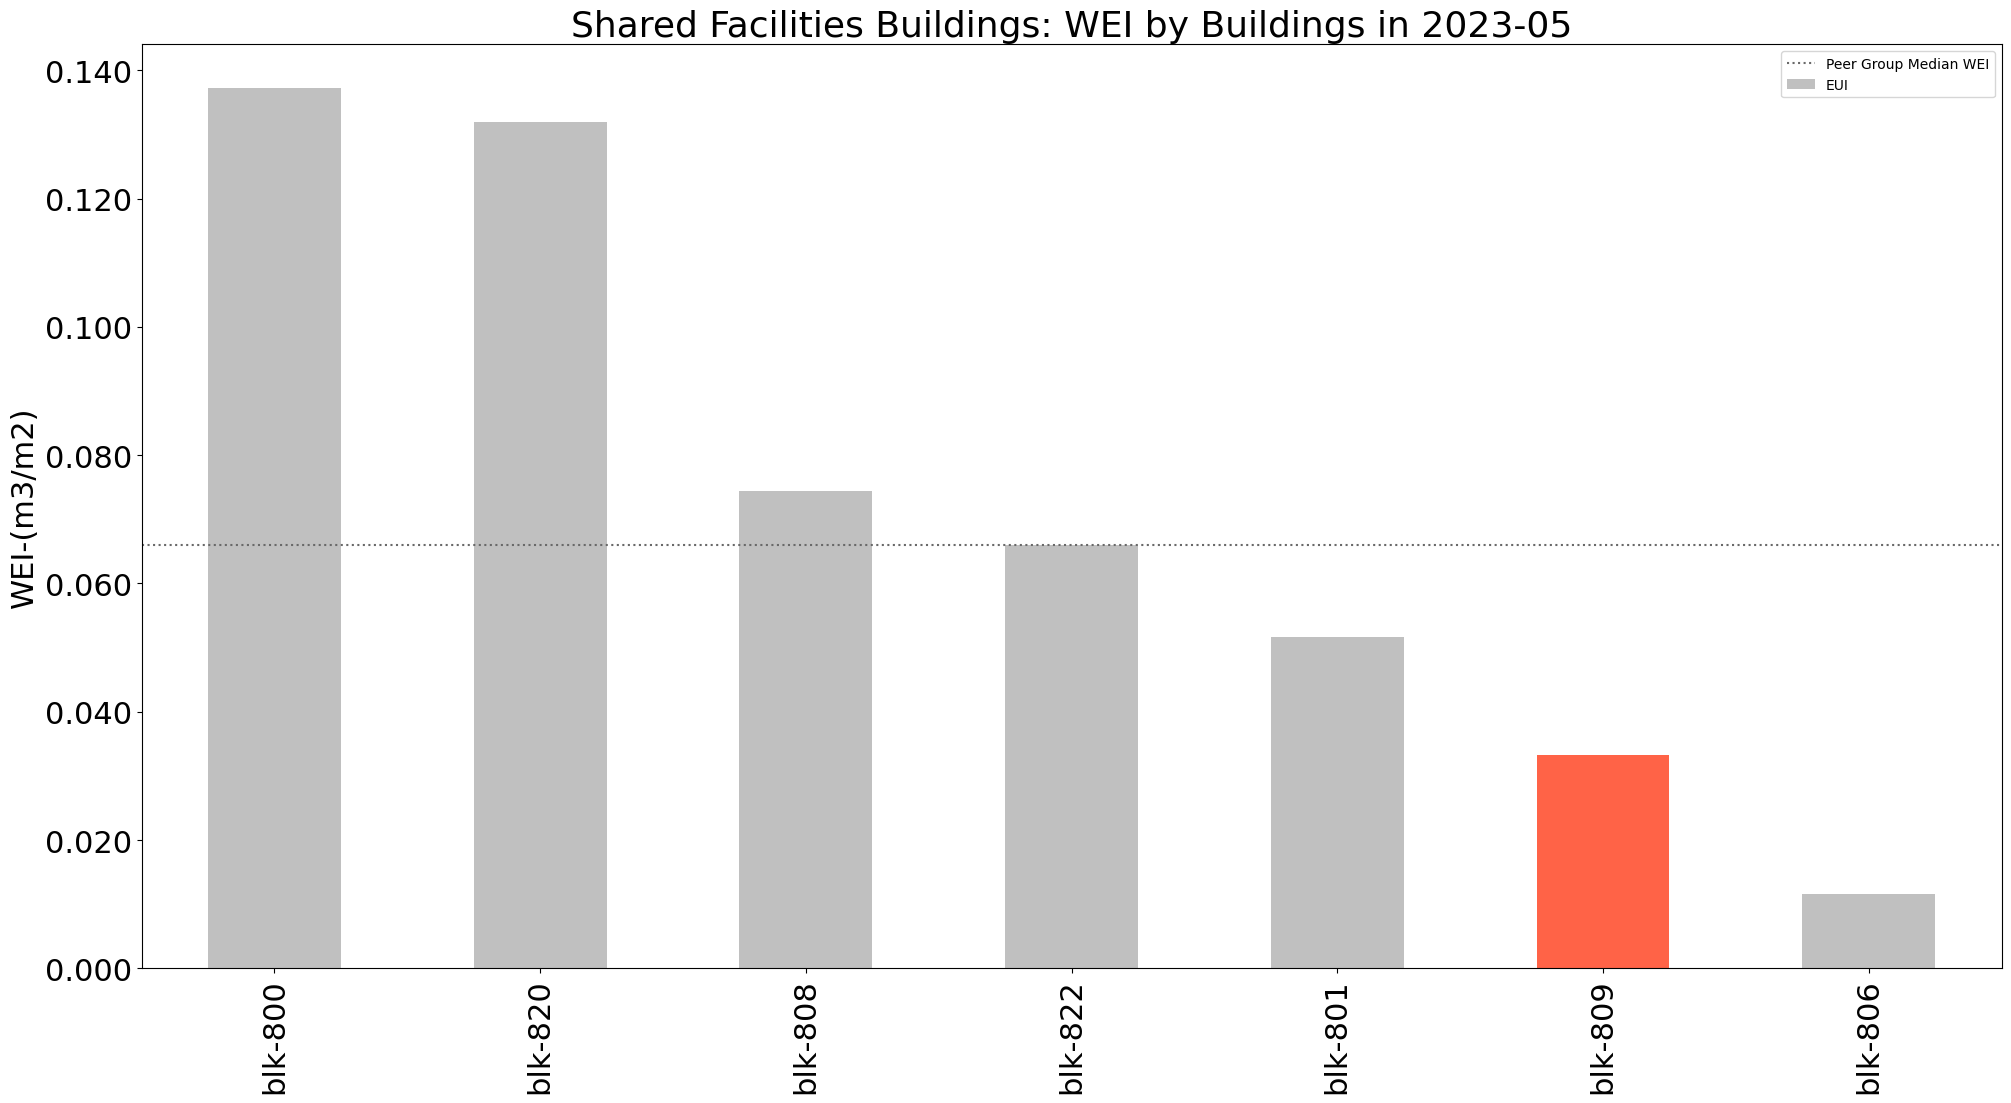 Shared Facilities Buildings: WEI by Buildings in 2023-05
Peer Group Median WEI
EUI
WEI-(m3/m2)
0.140
0.120
0.100
0.080
0.060
0.040
0.020
0.000
blk-800
blk-820
blk-808
blk-822
blk-801
blk-809
blk-806